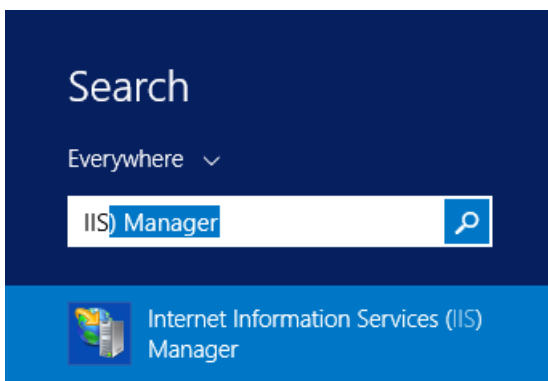 Search
Everywhere
IIS) Manager
Internet Information Services (IIS)
Manager